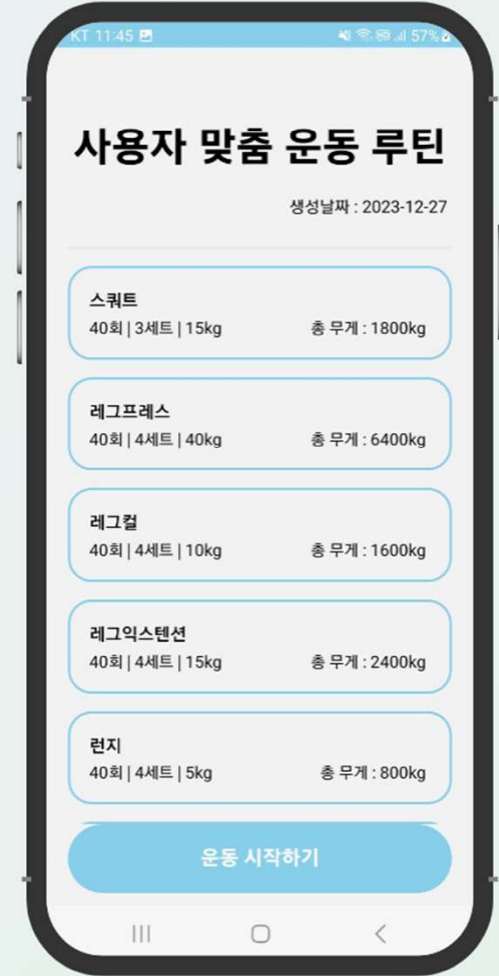 KT 11:45 57%
사용자 맞춤 운동 루틴
생성날짜 : 2023-12-27
스쿼트
40회 | 3세트 | 15kg 총 무게 : 1800kg
레그프레스
40회 | 4세트 | 40kg 총 무게 : 6400kg
레그컬
40회 | 4세트 | 10kg 총 무게 : 1600kg
레그익스텐션
40회 | 4세트 | 15kg 총 무게 : 2400kg
런지
40회 | 4세트 | 5kg 총 무게 : 800kg
운동 시작하기